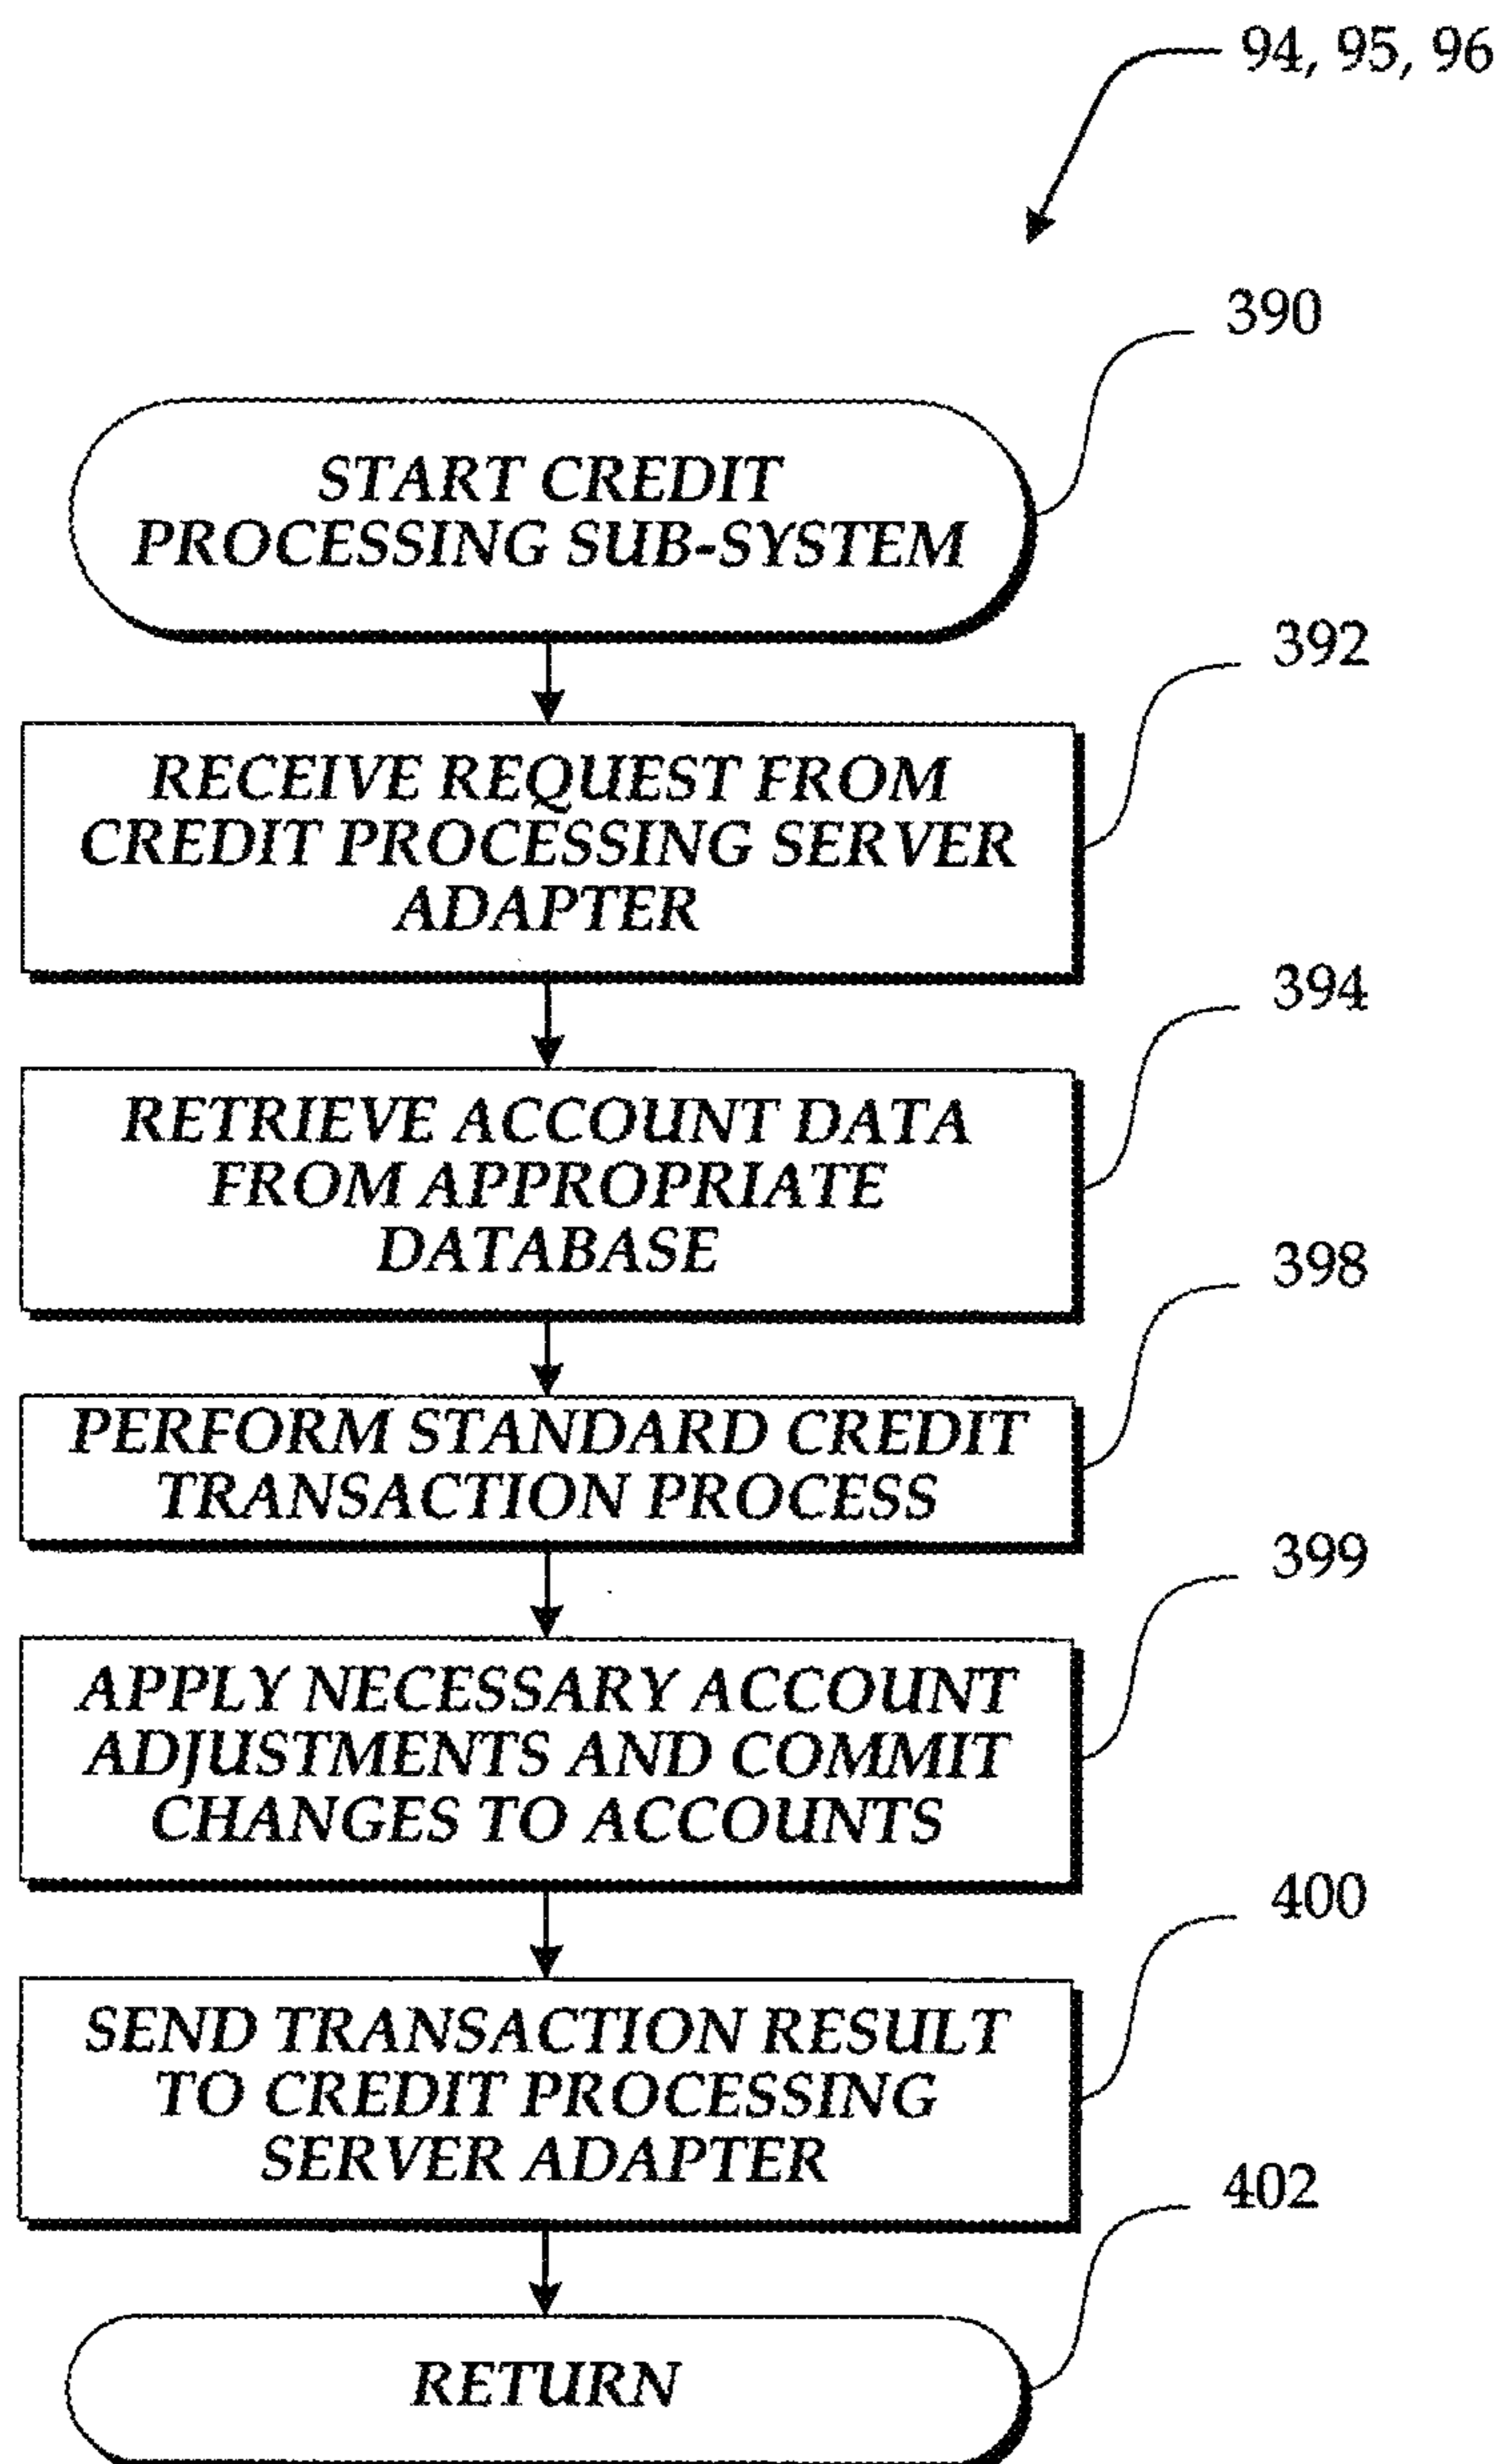 94, 95, 96
390
START CREDIT
PROCESSING SUB-SYSTEM
392
RECEIVE REQUEST FROM
CREDIT PROCESSING SERVER
ADAPTER
394
RETRIEVE ACCOUNT DATA
FROM APPROPRIATE
DATABASE
398
PERFORM STANDARD CREDIT
TRANSACTION PROCESS
399
APPLY NECESSARY ACCOUNT
ADJUSTMENTS AND COMMIT
CHANGES TO ACCOUNTS
400
SEND TRANSACTION RESULT
TO CREDIT PROCESSING
SERVER ADAPTER
402
RETURN